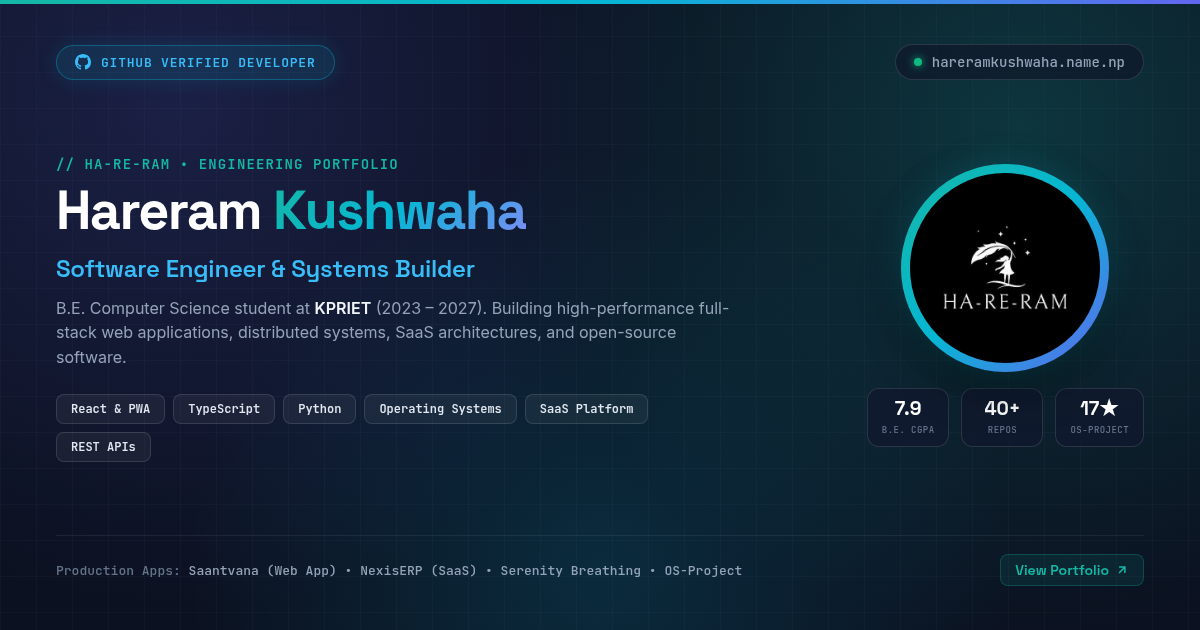 GITHUB VERIFIED DEVELOPER
hareramkushwaha.name.np
// HA-RE-RAM • ENGINEERING PORTFOLIO
Hareram Kushwaha
Software Engineer & Systems Builder
B.E. Computer Science student at KPRIET (2023 – 2027). Building high-performance full-
stack web applications, distributed systems, SaaS architectures, and open-source
software.
React & PWA
TypeScript
Python
Operating Systems
SaaS Platform
REST APIs
HA-RE-RAM
7.9
B.E. CGPA
40+
REPOS
17★
OS-PROJECT
Production Apps: Saantvana (Web App) • NexisERP (SaaS) • Serenity Breathing • OS-Project
View Portfolio ↗